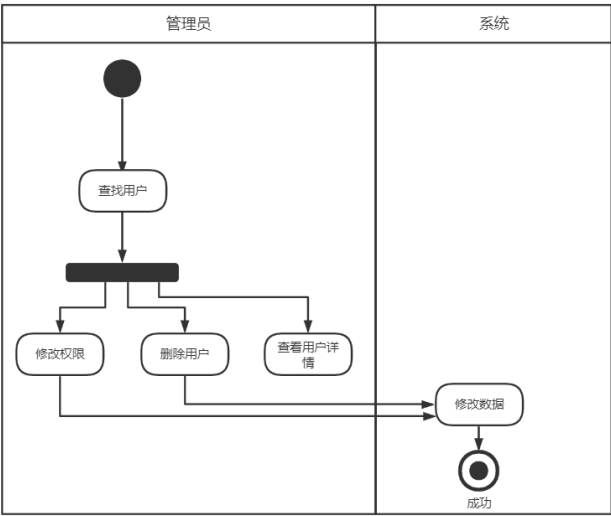 管理员
系统
查找用户
修改权限
删除用户
查看用户详
情
修改数据
成功